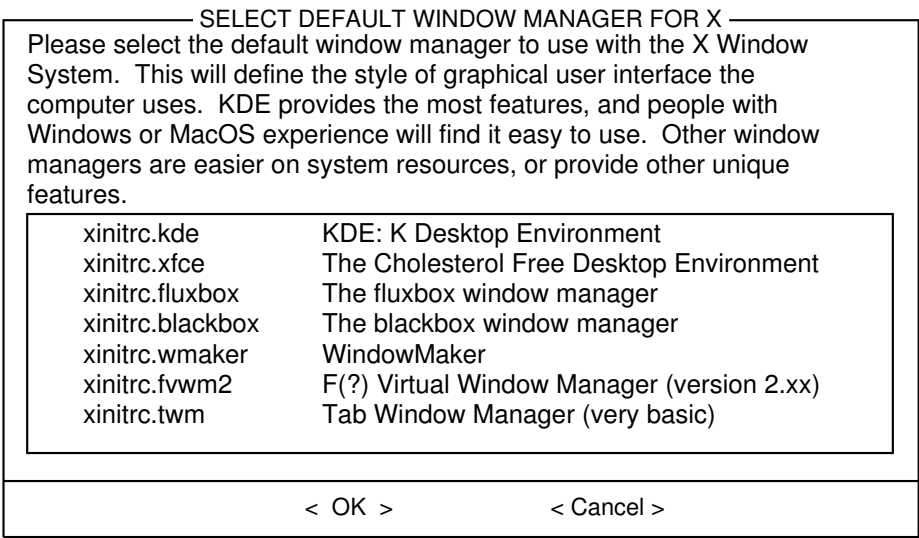 SELECT DEFAULT WINDOW MANAGER FOR X
Please select the default window manager to use with the X Window
System.  This will define the style of graphical user interface the
computer uses.  KDE provides the most features, and people with
Windows or MacOS experience will find it easy to use.  Other window
managers are easier on system resources, or provide other unique
features.
xinitrc.kde KDE: K Desktop Environment
xinitrc.xfce The Cholesterol Free Desktop Environment
xinitrc.fluxbox The fluxbox window manager
xinitrc.blackbox The blackbox window manager
xinitrc.wmaker WindowMaker
xinitrc.fvwm2 F(?) Virtual Window Manager (version 2.xx)
xinitrc.twm Tab Window Manager (very basic)
<  OK  > < Cancel >